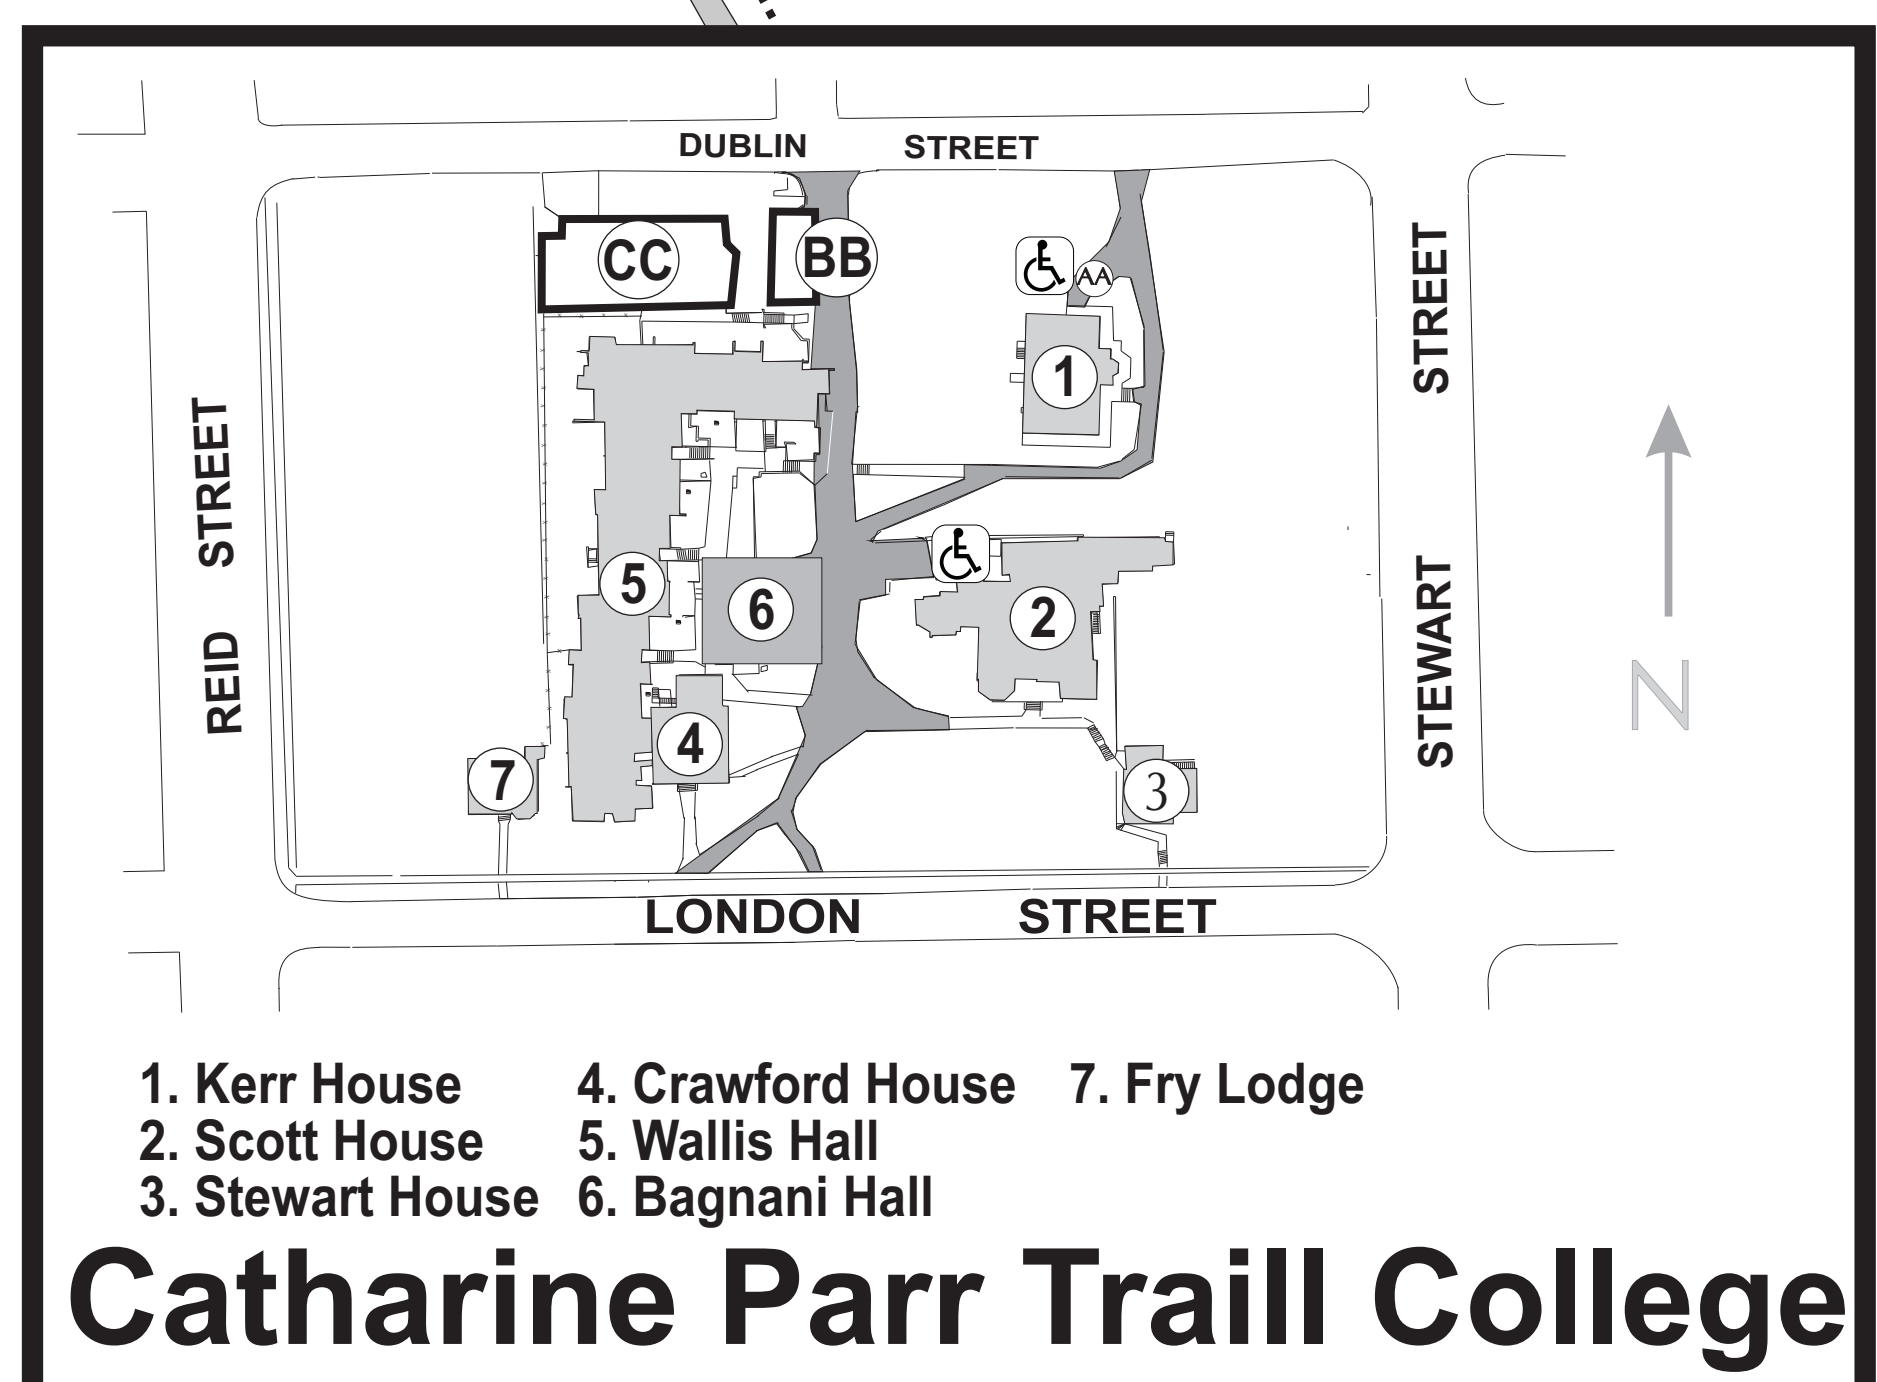 DUBLIN STREET
CC
BB
AA
1
REID STREET
STEWART STREET
5
6
2
4
7
3
N
LONDON STREET
1. Kerr House 4. Crawford House 7. Fry Lodge
2. Scott House 5. Wallis Hall
3. Stewart House 6. Bagnani Hall
Catharine Parr Traill College